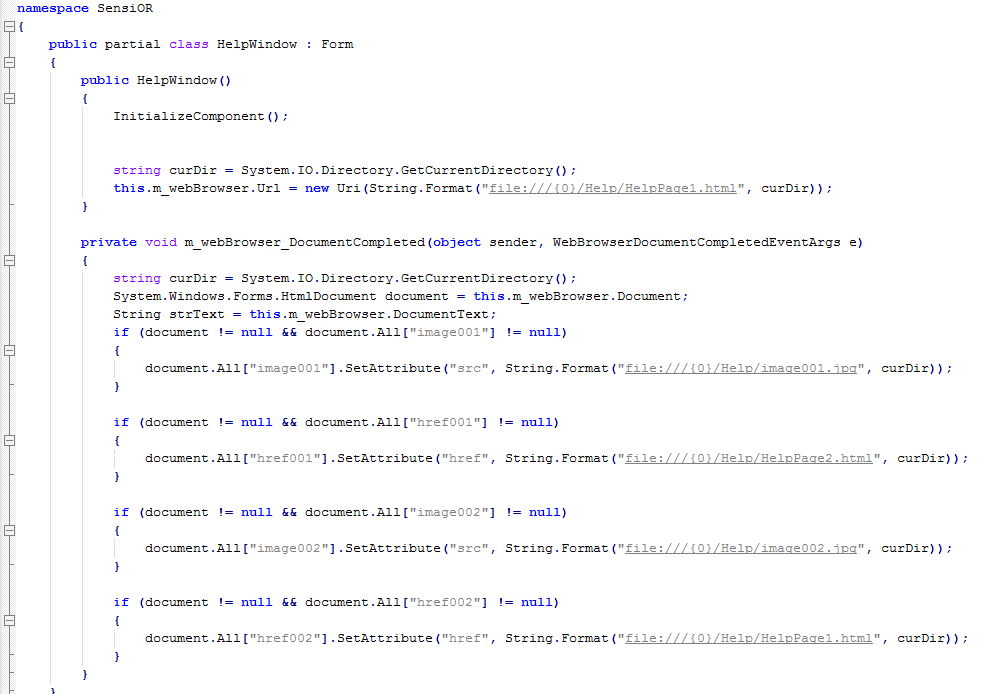 namespace SensiOR
{
    public partial class HelpWindow : Form
    {
        public HelpWindow()
        {
            InitializeComponent();
            string curDir = System.IO.Directory.GetCurrentDirectory();
            this.m_webBrowser.Url = new Uri(String.Format("file:///{0}/Help/HelpPage1.html", curDir));
        }
        private void m_webBrowser_DocumentCompleted(object sender, WebBrowserDocumentCompletedEventArgs e)
        {
            string curDir = System.IO.Directory.GetCurrentDirectory();
            System.Windows.Forms.HtmlDocument document = this.m_webBrowser.Document;
            String strText = this.m_webBrowser.DocumentText;
            if (document != null && document.All["image001"] != null)
            {
                document.All["image001"].SetAttribute("src", String.Format("file:///{0}/Help/image001.jpg", curDir));
            }
            if (document != null && document.All["href001"] != null)
            {
                document.All["href001"].SetAttribute("href", String.Format("file:///{0}/Help/HelpPage2.html", curDir));
            }
            if (document != null && document.All["image002"] != null)
            {
                document.All["image002"].SetAttribute("src", String.Format("file:///{0}/Help/image002.jpg", curDir));
            }
            if (document != null && document.All["href002"] != null)
            {
                document.All["href002"].SetAttribute("href", String.Format("file:///{0}/Help/HelpPage1.html", curDir));
            }
        }
    }